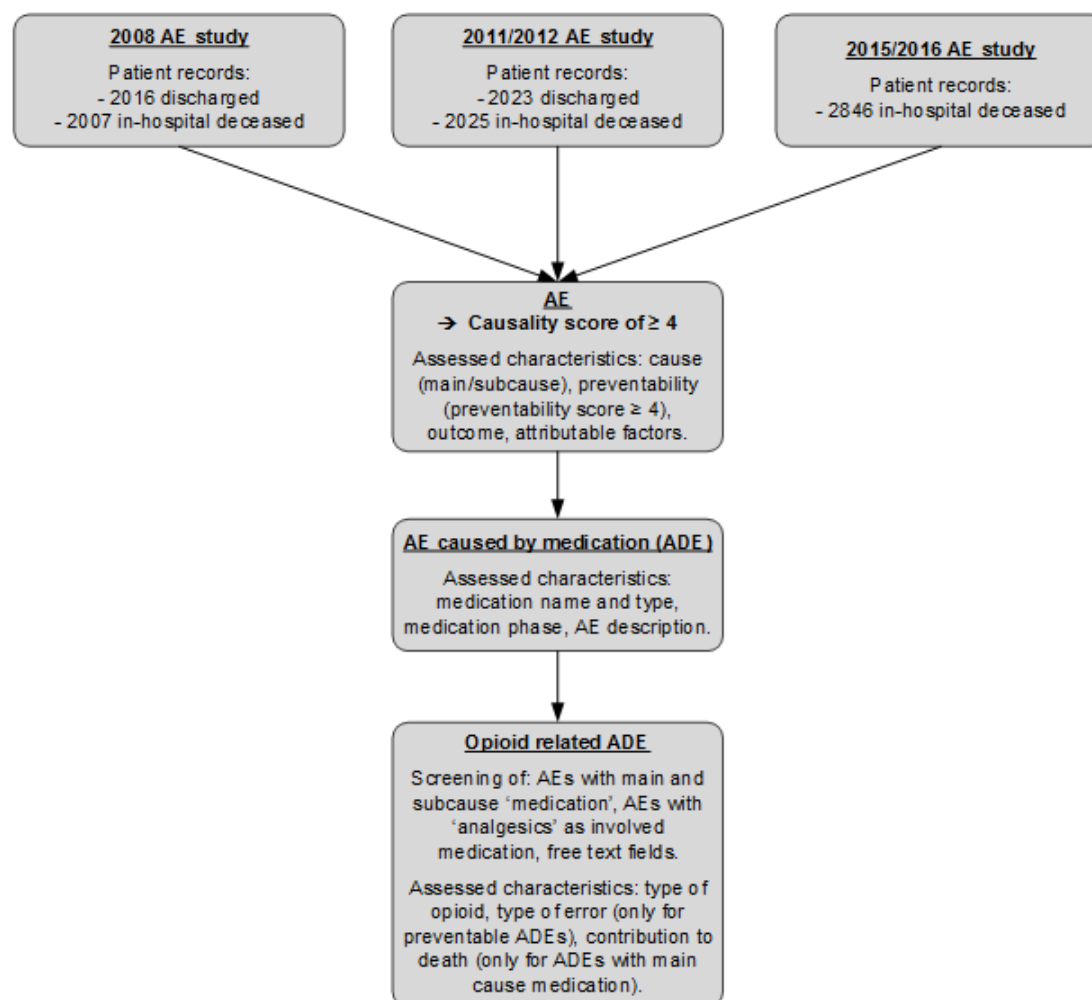 2008 AE study
Patient records:
- 2016 discharged
- 2007 in-hospital deceased
2011/2012 AE study
Patient records:
- 2023 discharged
- 2025 in-hospital deceased
2015/2016 AE study
Patient records:
- 2846 in-hospital deceased
AE
→ Causality score of ≥ 4
Assessed characteristics: cause
(main/subcause), preventability
(preventability score ≥ 4),
outcome, attributable factors.
AE caused by medication (ADE)
Assessed characteristics:
medication name and type,
medication phase, AE description.
Opioid related ADE
Screening of: AEs with main and
subcause ‘medication’, AEs with
‘analgesics’ as involved
medication, free text fields.
Assessed characteristics: type of
opioid, type of error (only for
preventable ADEs), contribution to
death (only for ADEs with main
cause medication).